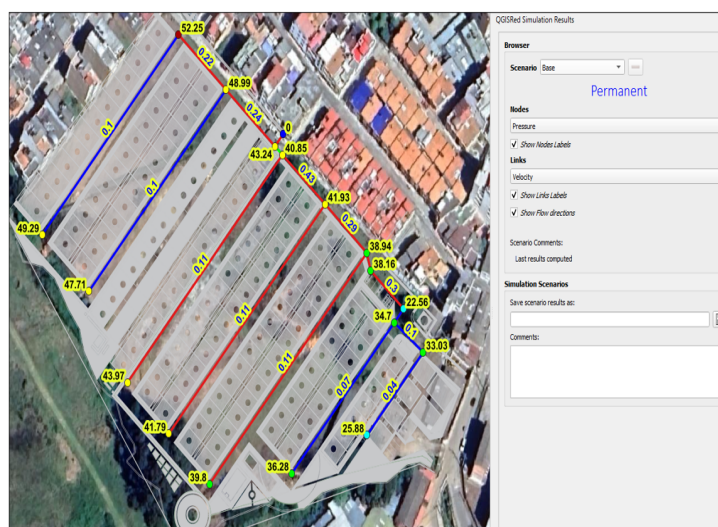 52.25
0.22
48.99
0.24
0
43.24
40.85
0.43
0.1
0.1
41.93
0.29
49.29
38.94
38.16
0.11
0.3
47.71
22.56
0.11
34.7
0.1
33.03
0.11
43.97
0.07
0.04
41.79
25.88
36.28
39.8
QGISRed Simulation Results
Browser
Scenario Base
Permanent
Nodes
Pressure
Show Nodes Labels
Links
Velocity
Show Links Labels
Show Flow directions
Scenario Comments:
Last results computed
Simulation Scenarios
Save scenario results as:
Comments: